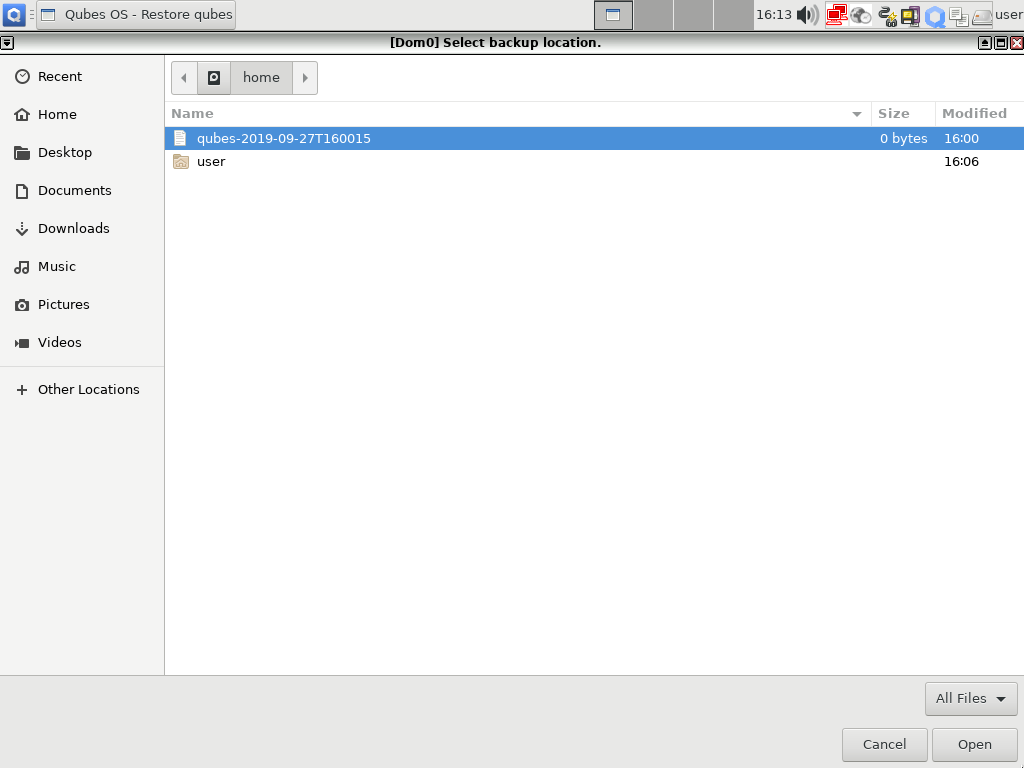 Qubes OS - Restore qubes
16:13
user
[Dom0] Select backup location.
Recent
Home
Desktop
Documents
Downloads
Music
Pictures
Videos
Other Locations
home
Name Size Modified
qubes-2019-09-27T160015 0 bytes 16:00
user 16:06
All Files
Cancel Open